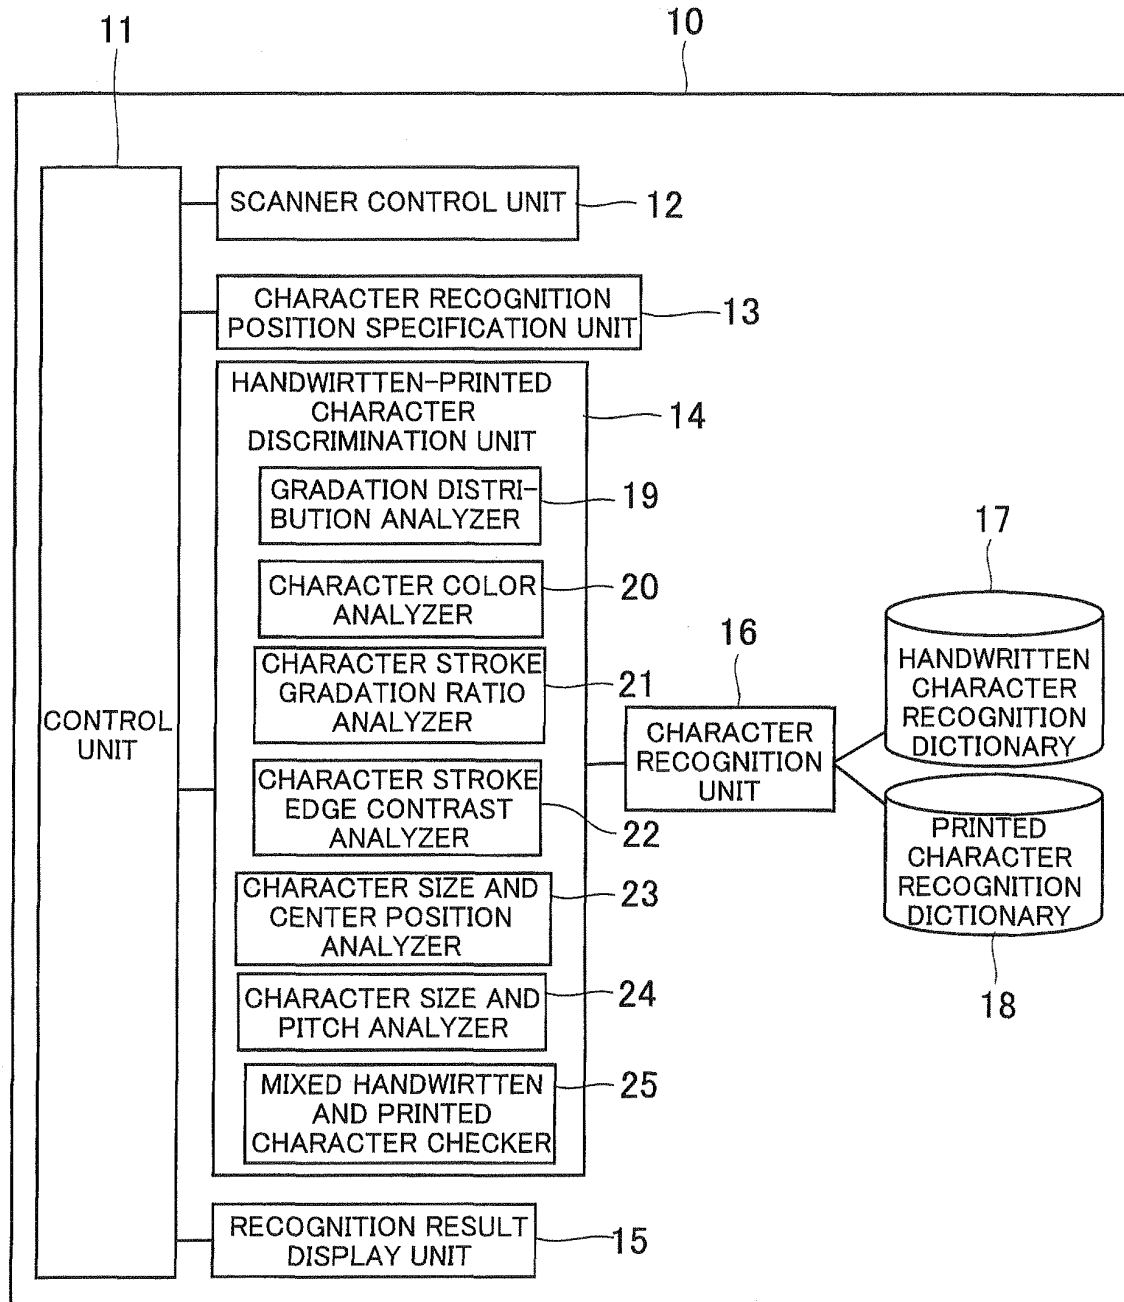 11
10
SCANNER CONTROL UNIT
12
CHARACTER RECOGNITION
POSITION SPECIFICATION UNIT
13
HANDWIRTTEN-PRINTED
CHARACTER
DISCRIMINATION UNIT
14
GRADATION DISTRI-
BUTION ANALYZER
19
CHARACTER COLOR
ANALYZER
20
CHARACTER STROKE
GRADATION RATIO
ANALYZER
21
CHARACTER STROKE
EDGE CONTRAST
ANALYZER
22
CHARACTER SIZE AND
CENTER POSITION
ANALYZER
23
CHARACTER SIZE AND
PITCH ANALYZER
24
MIXED HANDWIRTTEN
AND PRINTED
CHARACTER CHECKER
25
CONTROL
UNIT
RECOGNITION RESULT
DISPLAY UNIT
15
16
CHARACTER
RECOGNITION
UNIT
17
HANDWRITTEN
CHARACTER
RECOGNITION
DICTIONARY
PRINTED
CHARACTER
RECOGNITION
DICTIONARY
18